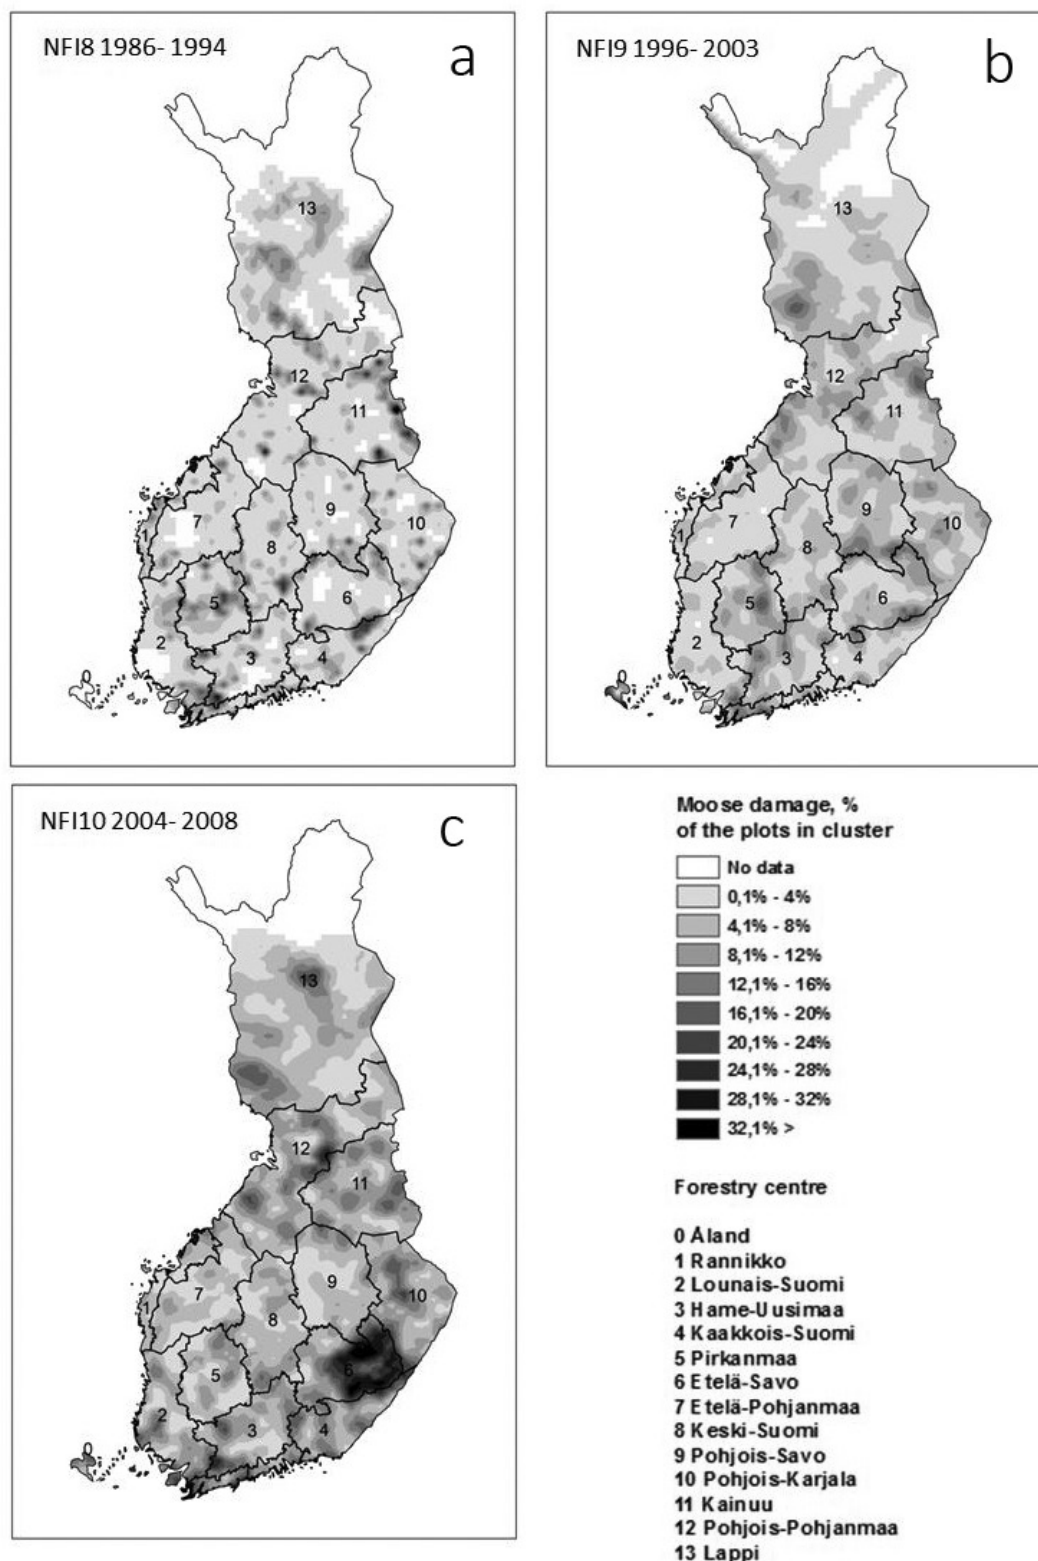 NFI8 1986- 1994
a
13
12
11
7
9
10
1
8
5
6
2
3
4
0
NFI9 1996- 2003
b
13
12
11
7
9
10
1
8
5
6
2
3
4
0
NFI10 2004- 2008
c
13
12
11
7
9
10
1
8
5
6
2
3
4
0
Moose damage, %
of the plots in cluster
No data
0,1% - 4%
4,1% - 8%
8,1% - 12%
12,1% - 16%
16,1% - 20%
20,1% - 24%
24,1% - 28%
28,1% - 32%
32,1% >
Forestry centre
0 Åland
1 Rannikko
2 Lounais-Suomi
3 Hame-Uusimaa
4 Kaakkois-Suomi
5 Pirkanmaa
6 Etelä-Savo
7 Etelä-Pohjanmaa
8 Keski-Suomi
9 Pohjois-Savo
10 Pohjois-Karjala
11 Kainuu
12 Pohjois-Pohjanmaa
13 Lappi